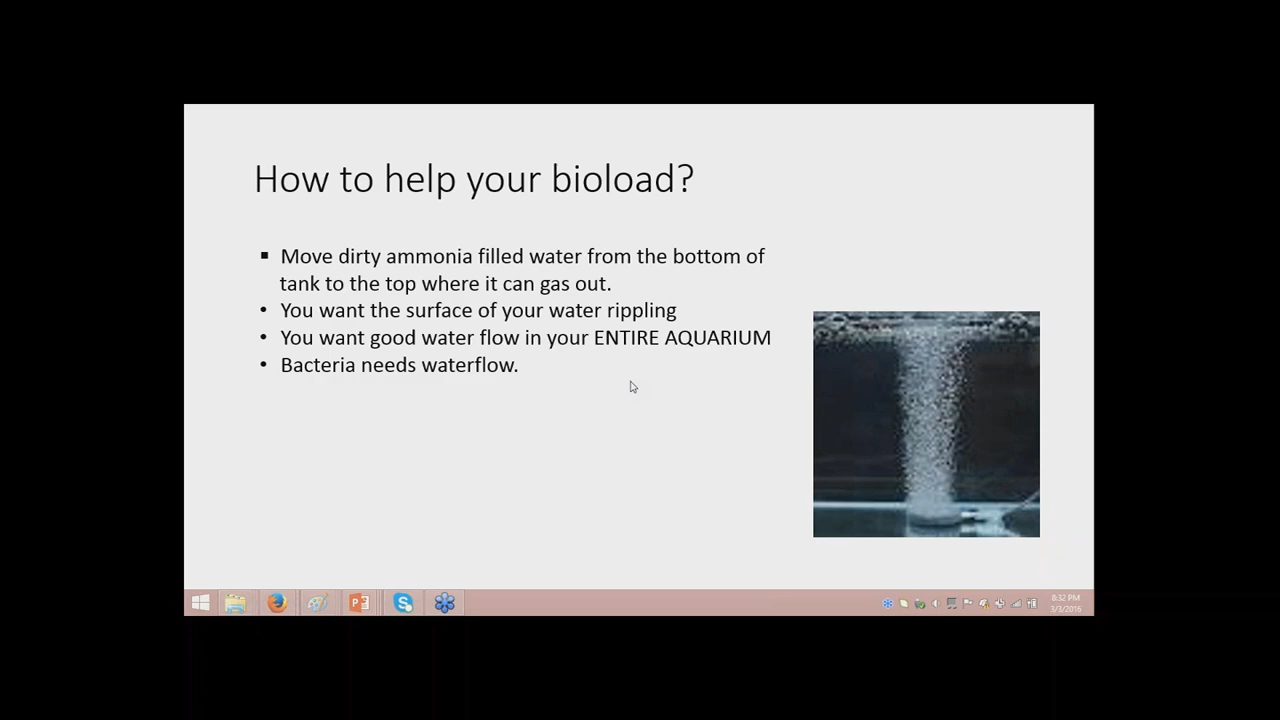 How to help your bioload?
▪ Move dirty ammonia filled water from the bottom of
tank to the top where it can gas out.
• You want the surface of your water rippling
• You want good water flow in your ENTIRE AQUARIUM
• Bacteria needs waterflow.
8:32 PM
3/3/2016